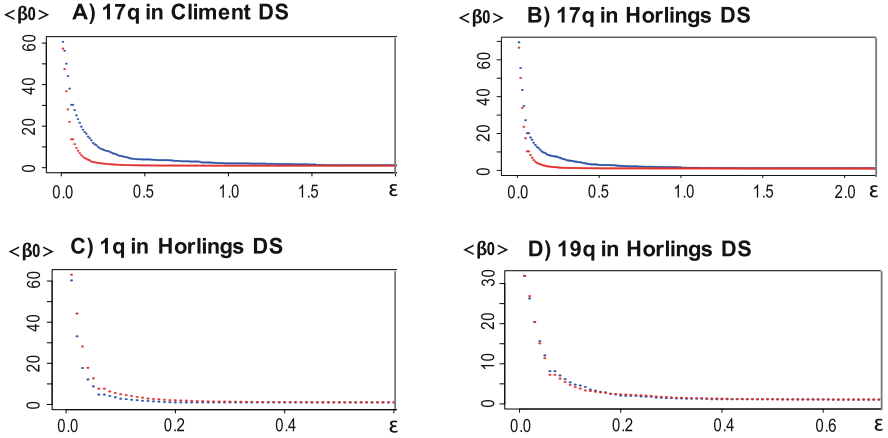 <β0> A) 17q in Climent DS
60
40
20
0
0.0 0.5 1.0 1.5 ε
<β0> B) 17q in Horlings DS
60
40
20
0
0.0 0.5 1.0 1.5 2.0 ε
<β0> C) 1q in Horlings DS
60
40
20
0
0.0 0.2 0.4 ε
<β0> D) 19q in Horlings DS
30
20
10
0
0.0 0.2 0.4 0.6 ε